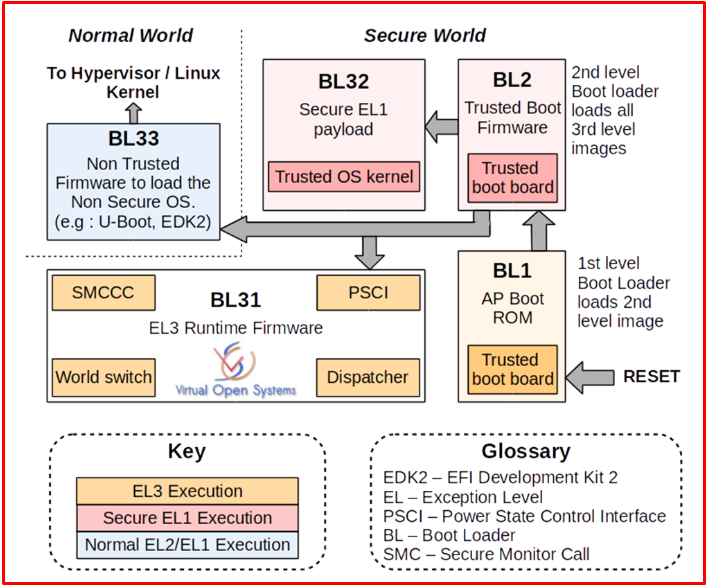 Normal World
Secure World
To Hypervisor / Linux
Kernel
BL33
Non Trusted
Firmware to load the
Non Secure OS.
(e.g : U-Boot, EDK2)
BL32
Secure EL1
payload
Trusted OS kernel
BL2
Trusted Boot
Firmware
Trusted
boot board
2nd level
Boot loader
loads all
3rd level
images
SMCCC
BL31
PSCI
EL3 Runtime Firmware
World switch
Virtual Open Systems
Dispatcher
BL1
AP Boot
ROM
Trusted
boot board
1st level
Boot Loader
loads 2nd
level image
RESET
Key
EL3 Execution
Secure EL1 Execution
Normal EL2/EL1 Execution
Glossary
EDK2 – EFI Development Kit 2
EL – Exception Level
PSCI – Power State Control Interface
BL – Boot Loader
SMC – Secure Monitor Call